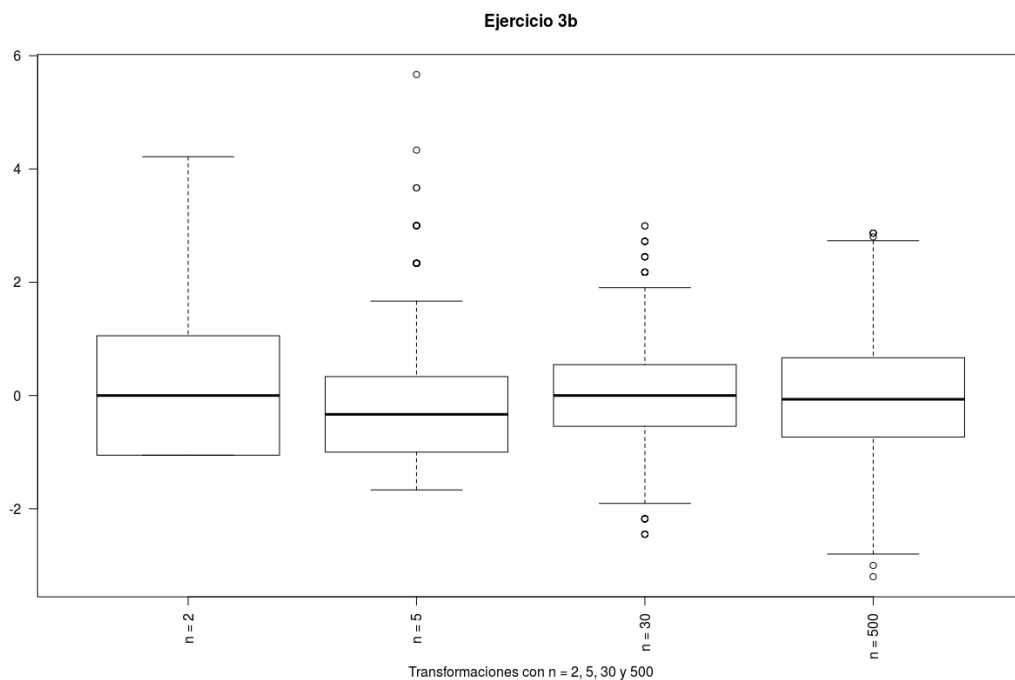 Ejercicio 3b
6
4
2
0
-2
n = 2
n = 5
n = 30
n = 500
Transformaciones con n = 2, 5, 30 y 500